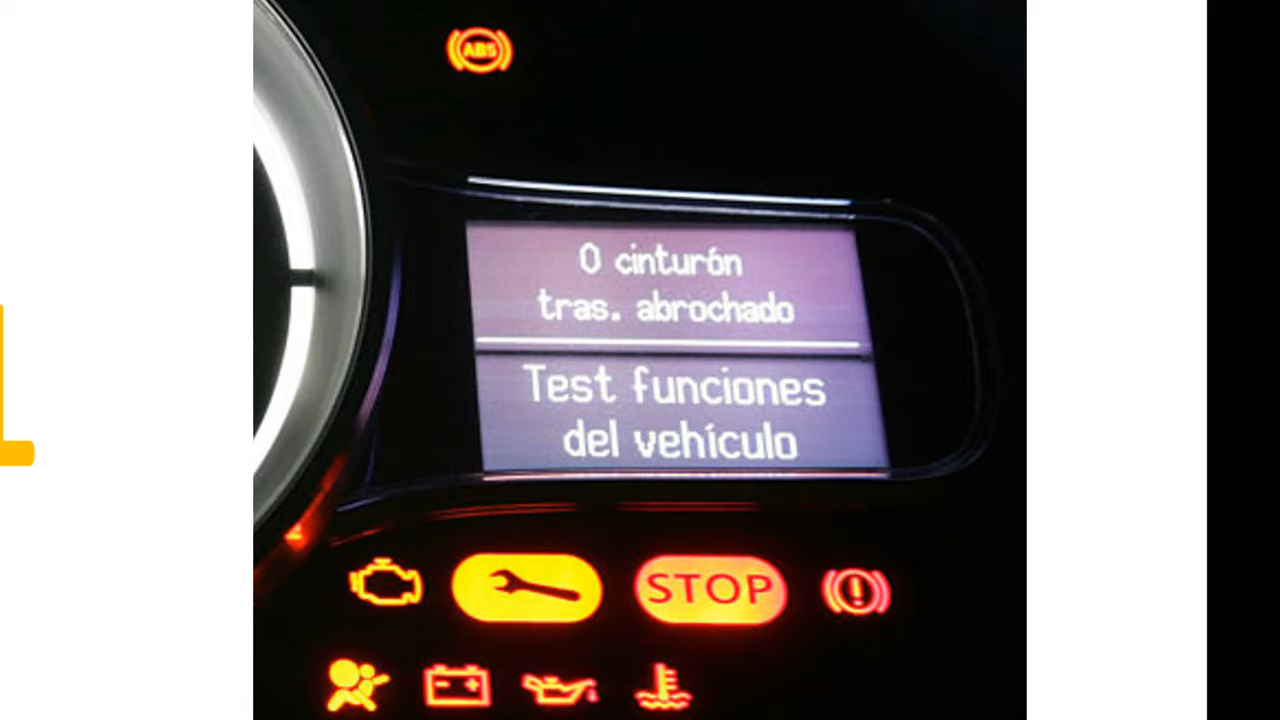 ABS
0 cinturón
tras. abrochado
Test funciones
del vehículo
STOP